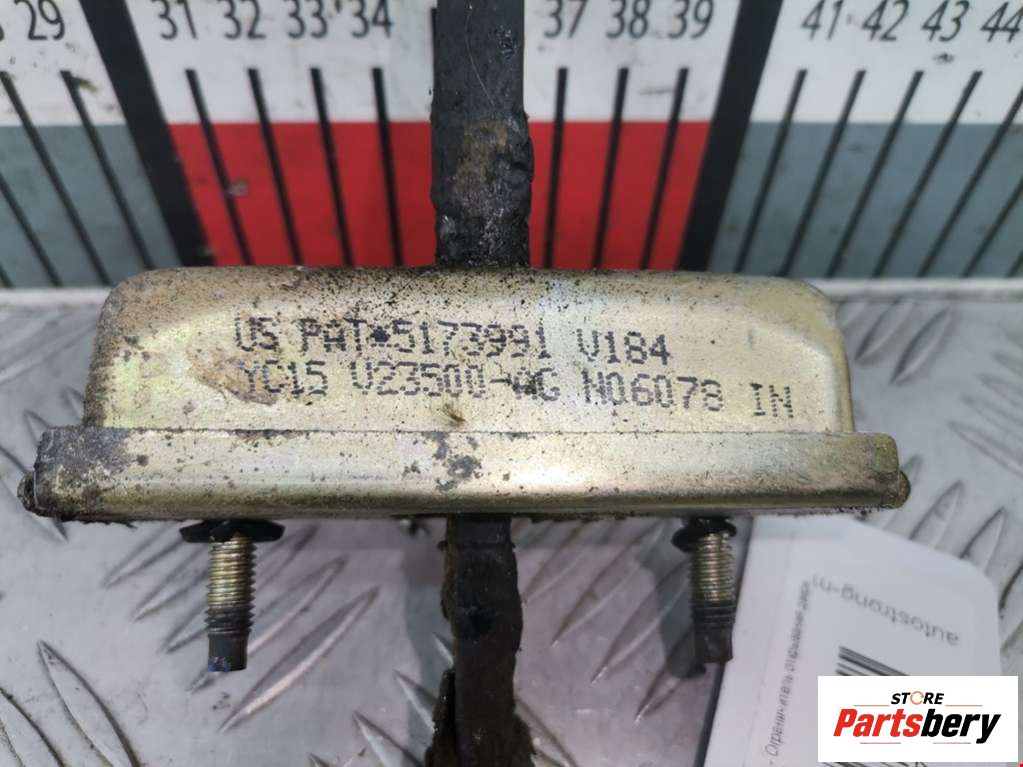 29 31 32 33 34 37 38 39 41 42 43 44
US PAT*5173991 V184
YC15 V23500-AG N06078 IN
autostrong-m
STORE
Partsbery